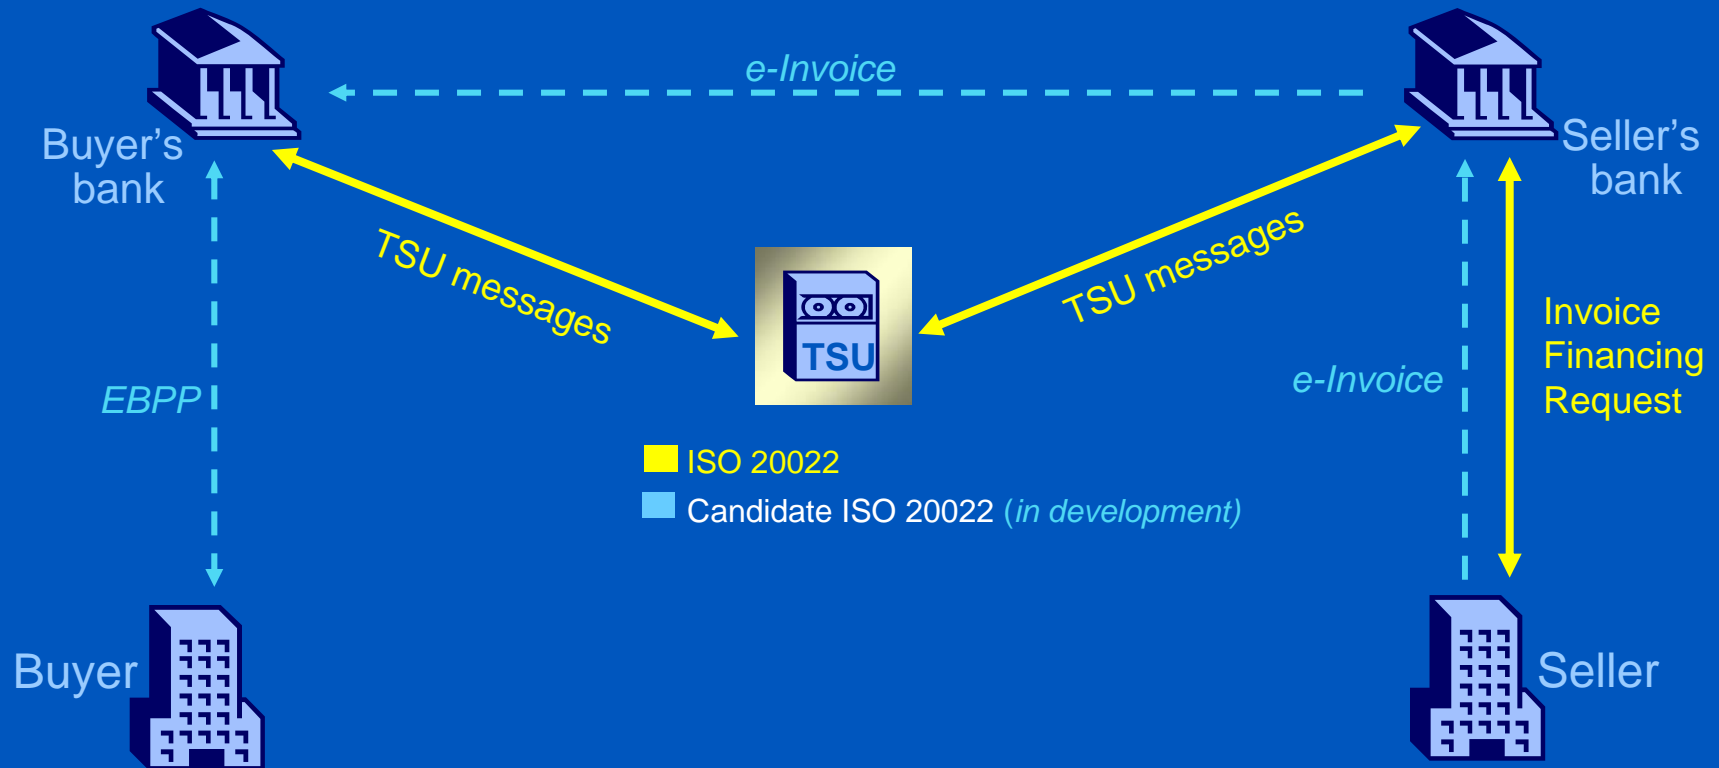 e-Invoice
Buyer’s
bank
Seller’s
bank
TSU messages
TSU messages
TSU
Invoice
Financing
Request
EBPP
e-Invoice
ISO 20022
Candidate ISO 20022 (in development)
Buyer
Seller